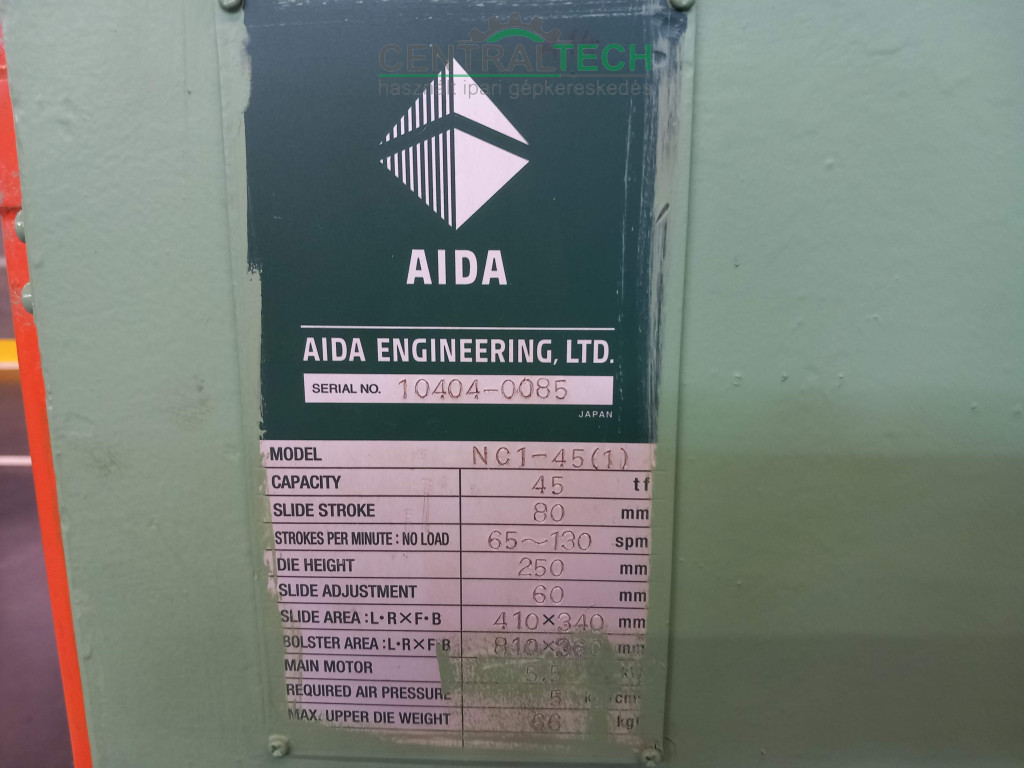 CENTRALTECH
használt ipari gépkereskedés
AIDA
AIDA ENGINEERING, LTD.
SERIAL NO. 10404-0085
JAPAN
MODEL NC1-45(1)
CAPACITY 45 tf
SLIDE STROKE 80 mm
STROKES PER MINUTE : NO LOAD 65~130 spm
DIE HEIGHT 250 mm
SLIDE ADJUSTMENT 60 mm
SLIDE AREA : L·R×F·B 410×340 mm
BOLSTER AREA : L·R×F·B mm
MAIN MOTOR 5.5
REQUIRED AIR PRESSURE 5
MAX. UPPER DIE WEIGHT 66 kgf